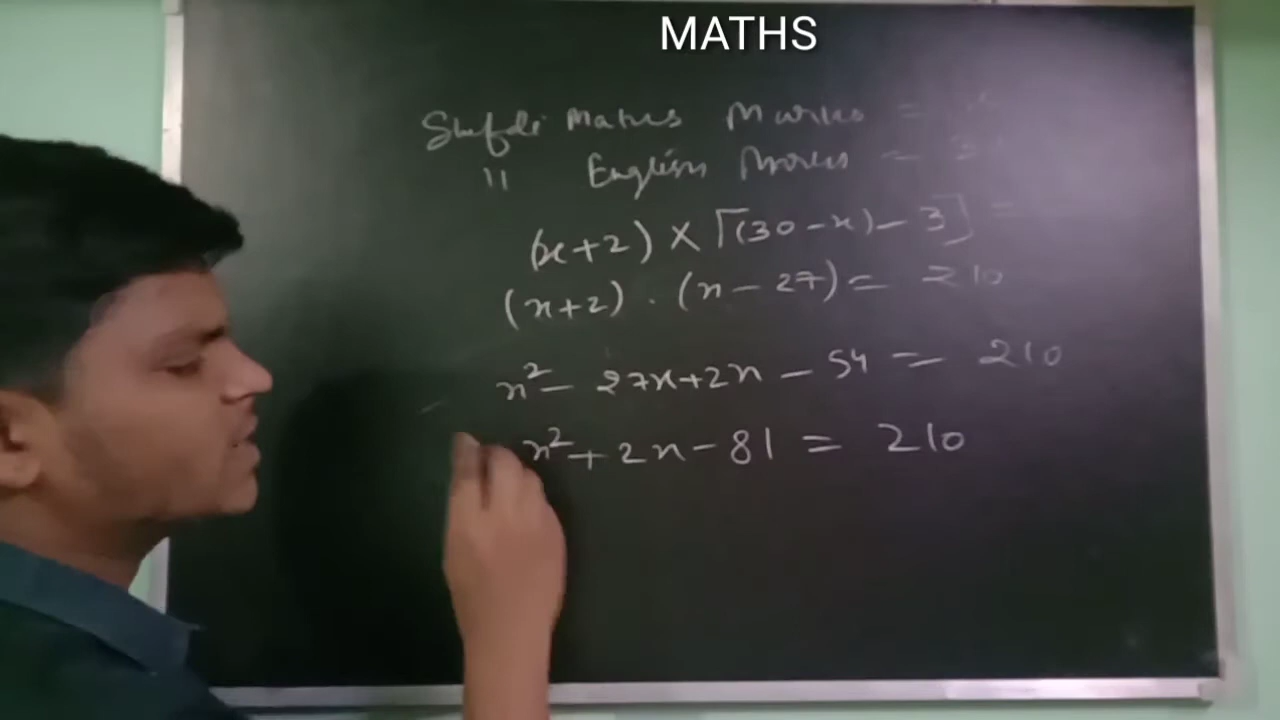 MATHS
Maths Marks =
" English Marks = 3
(x+2) × [(30-x)-3] =
(x+2) . (x-27) = 210
x²- 27x+2x - 54 = 210
x²+2x-81 = 210